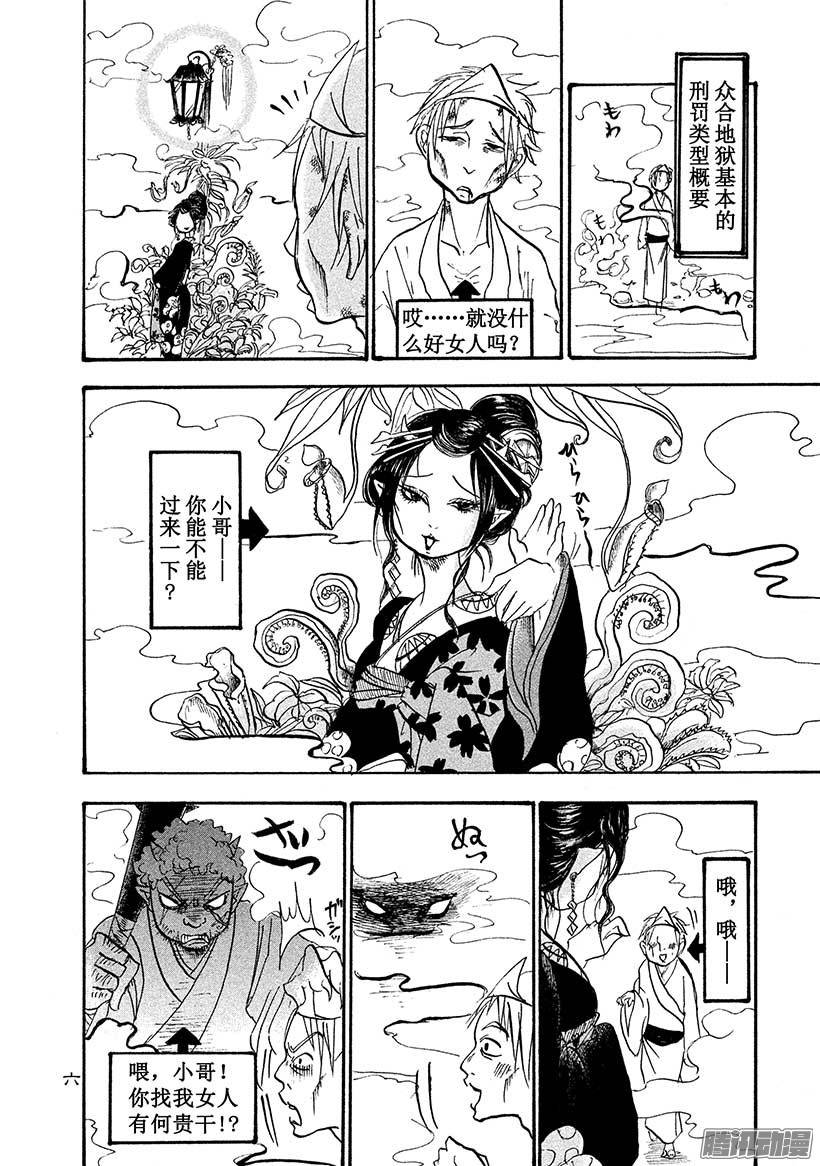 众合地狱基本的
刑罚类型概要
もわ
もわ
もわ
哎……就没什
么好女人吗？
小哥——
你能不能
过来一下？
ひらひら
哦，哦——
ぬっ
喂，小哥！
你找我女人
有何贵干！？
六
腾讯动漫